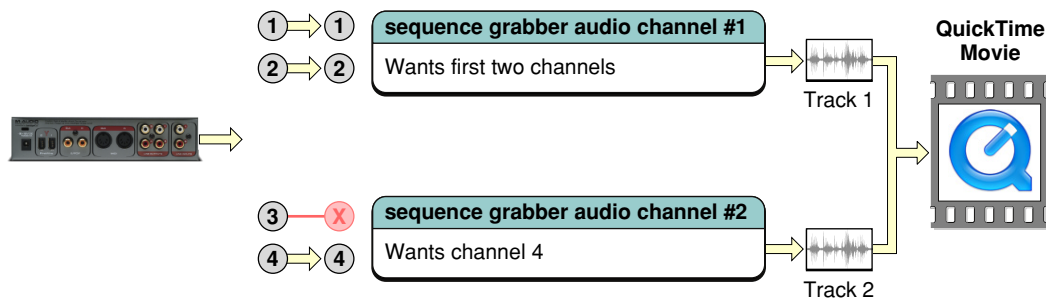 1 1
sequence grabber audio channel #1
2 2
Wants first two channels
Track 1
QuickTime
Movie
3 X
sequence grabber audio channel #2
4 4
Wants channel 4
Track 2